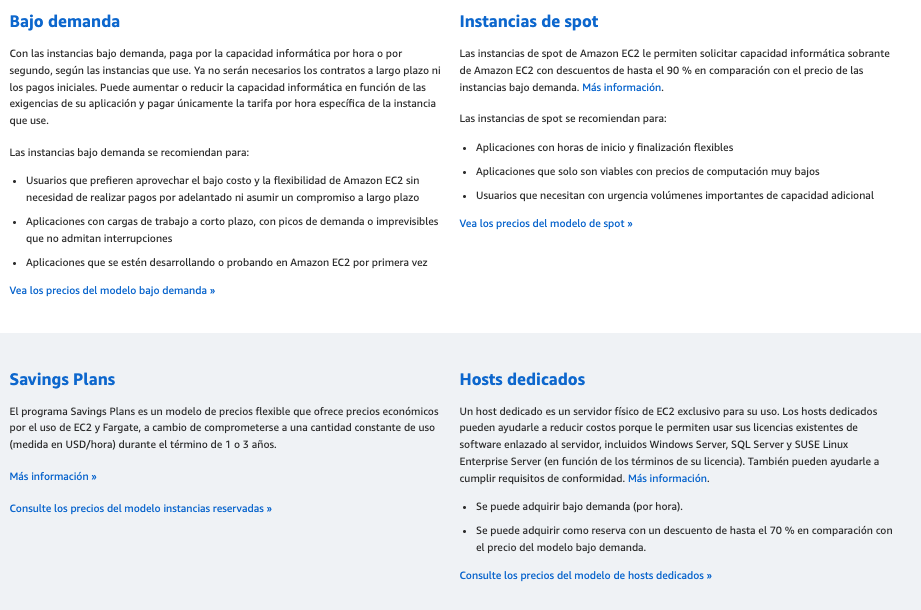 Bajo demanda
Con las instancias bajo demanda, paga por la capacidad informática por hora o por
segundo, según las instancias que use. Ya no serán necesarios los contratos a largo plazo ni
los pagos iniciales. Puede aumentar o reducir la capacidad informática en función de las
exigencias de su aplicación y pagar únicamente la tarifa por hora específica de la instancia
que use.
Las instancias bajo demanda se recomiendan para:
• Usuarios que prefieren aprovechar el bajo costo y la flexibilidad de Amazon EC2 sin
necesidad de realizar pagos por adelantado ni asumir un compromiso a largo plazo
• Aplicaciones con cargas de trabajo a corto plazo, con picos de demanda o imprevisibles
que no admitan interrupciones
• Aplicaciones que se estén desarrollando o probando en Amazon EC2 por primera vez
Vea los precios del modelo bajo demanda »
Instancias de spot
Las instancias de spot de Amazon EC2 le permiten solicitar capacidad informática sobrante
de Amazon EC2 con descuentos de hasta el 90 % en comparación con el precio de las
instancias bajo demanda. Más información.
Las instancias de spot se recomiendan para:
• Aplicaciones con horas de inicio y finalización flexibles
• Aplicaciones que solo son viables con precios de computación muy bajos
• Usuarios que necesitan con urgencia volúmenes importantes de capacidad adicional
Vea los precios del modelo de spot »
Savings Plans
El programa Savings Plans es un modelo de precios flexible que ofrece precios económicos
por el uso de EC2 y Fargate, a cambio de comprometerse a una cantidad constante de uso
(medida en USD/hora) durante el término de 1 o 3 años.
Más información »
Consulte los precios del modelo instancias reservadas »
Hosts dedicados
Un host dedicado es un servidor físico de EC2 exclusivo para su uso. Los hosts dedicados
pueden ayudarle a reducir costos porque le permiten usar sus licencias existentes de
software enlazado al servidor, incluidos Windows Server, SQL Server y SUSE Linux
Enterprise Server (en función de los términos de su licencia). También pueden ayudarle a
cumplir requisitos de conformidad. Más información.
• Se puede adquirir bajo demanda (por hora).
• Se puede adquirir como reserva con un descuento de hasta el 70 % en comparación con
el precio del modelo bajo demanda.
Consulte los precios del modelo de hosts dedicados »